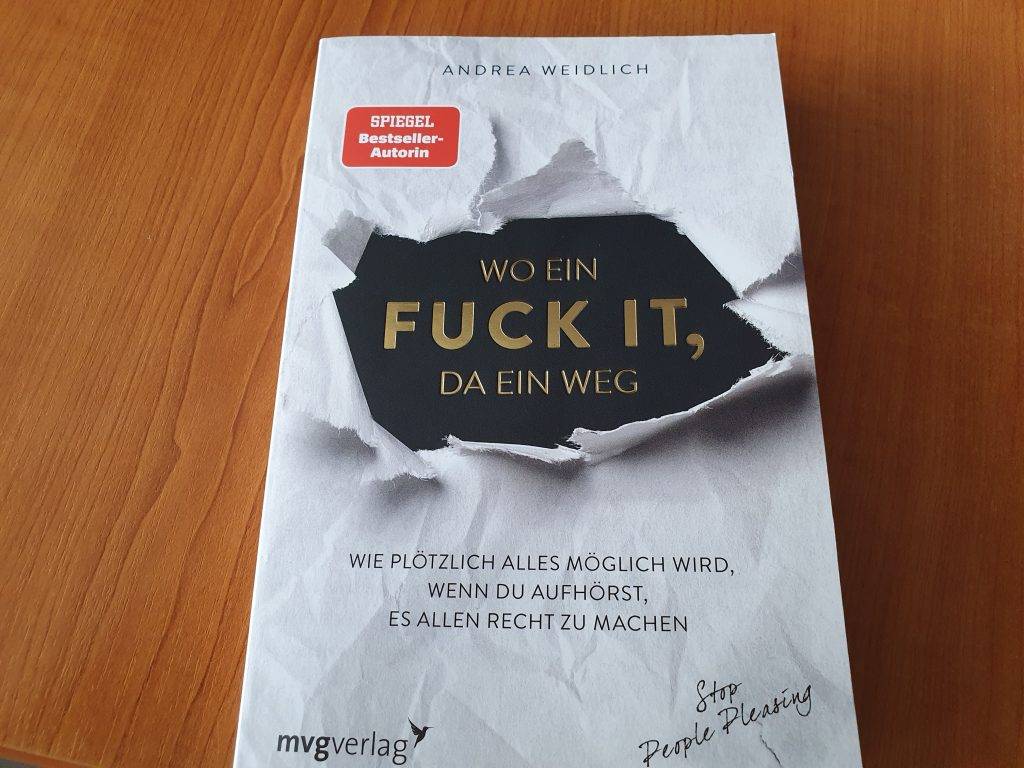 ANDREA WEIDLICH
SPIEGEL
Bestseller-
Autorin
WO EIN
FUCK IT,
DA EIN WEG
WIE PLÖTZLICH ALLES MÖGLICH WIRD,
WENN DU AUFHÖRST,
ES ALLEN RECHT ZU MACHEN
Stop
People Pleasing
mvgverlag